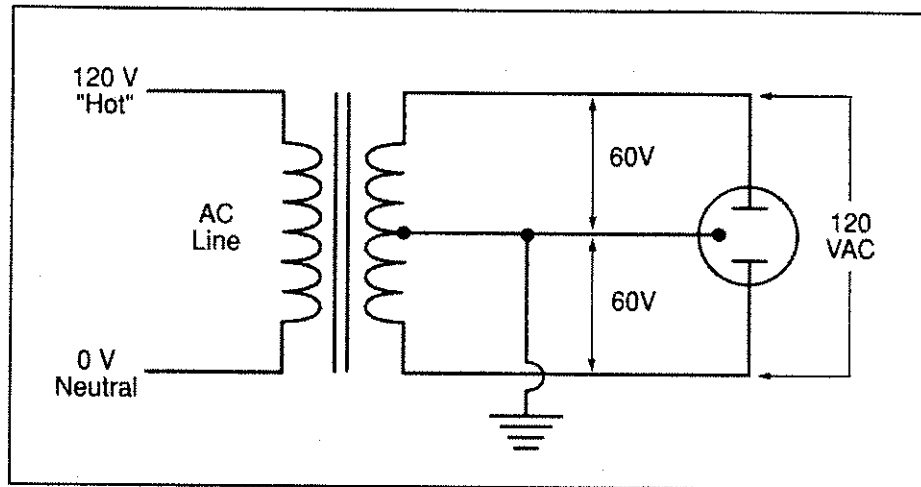 120 V
"Hot"
AC
Line
0 V
Neutral
60V
60V
120
VAC